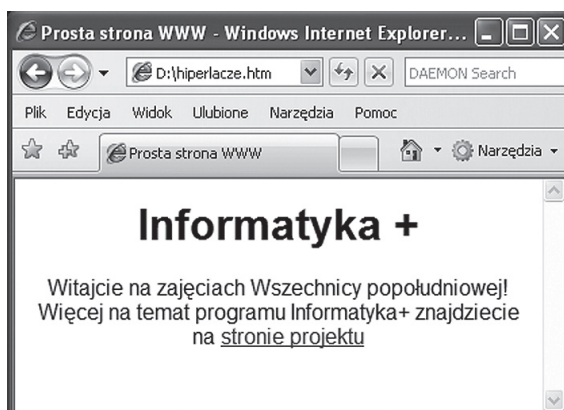 Prosta strona WWW - Windows Internet Explorer...
D:\hiperlacze.htm DAEMON Search
Plik Edycja Widok Ulubione Narzędzia Pomoc
Prosta strona WWW Narzędzia
Informatyka +
Witajcie na zajęciach Wszechnicy popołudniowej!
Więcej na temat programu Informatyka+ znajdziecie
na stronie projektu